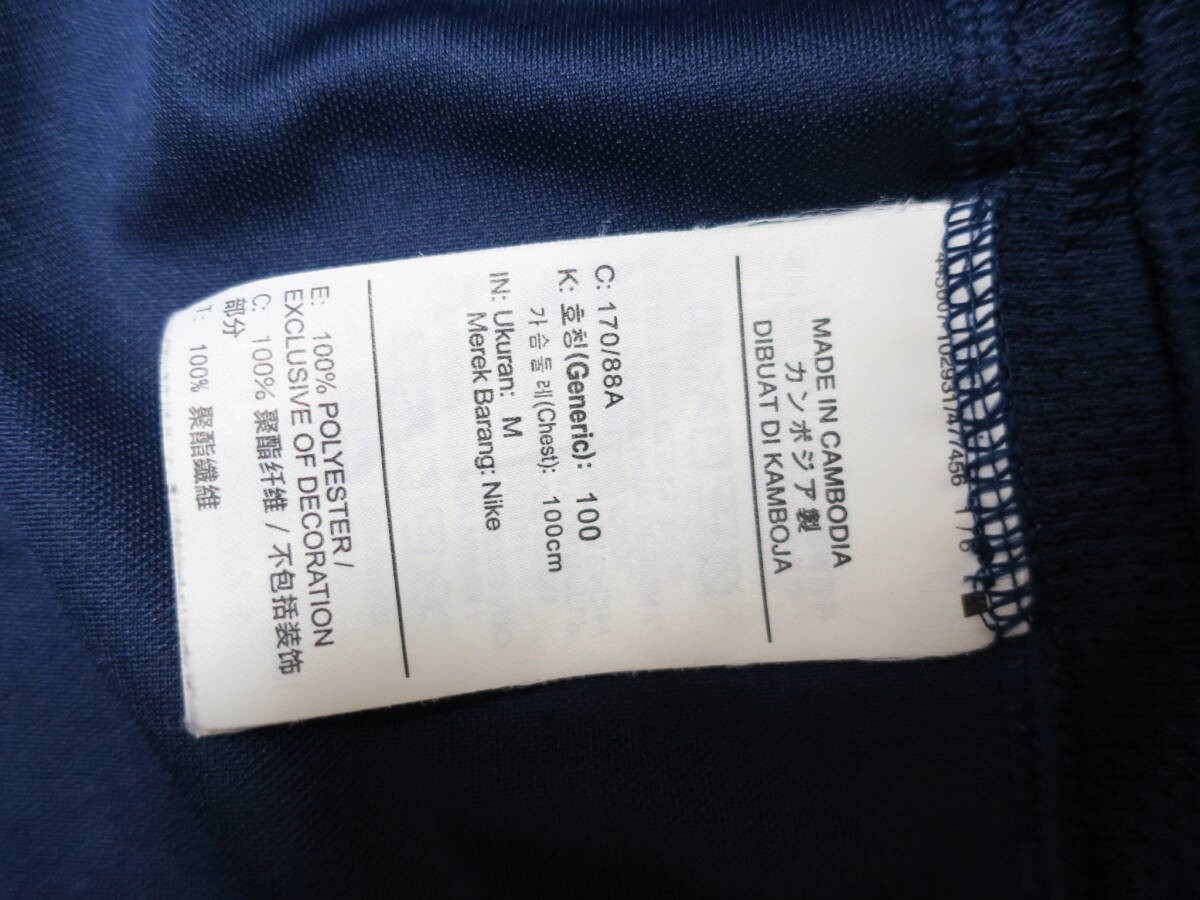 MADE IN CAMBODIA
カンボジア製
DIBUAT DI KAMBOJA
C: 170/88A
K: 호칭(Generic): 100
가슴둘레(Chest): 100cm
IN: Ukuran: M
Merek Barang: Nike
E: 100% POLYESTER /
EXCLUSIVE OF DECORATION
C: 100% 聚酯纤维 / 不包括装饰
部分
T: 100% 聚酯纖維